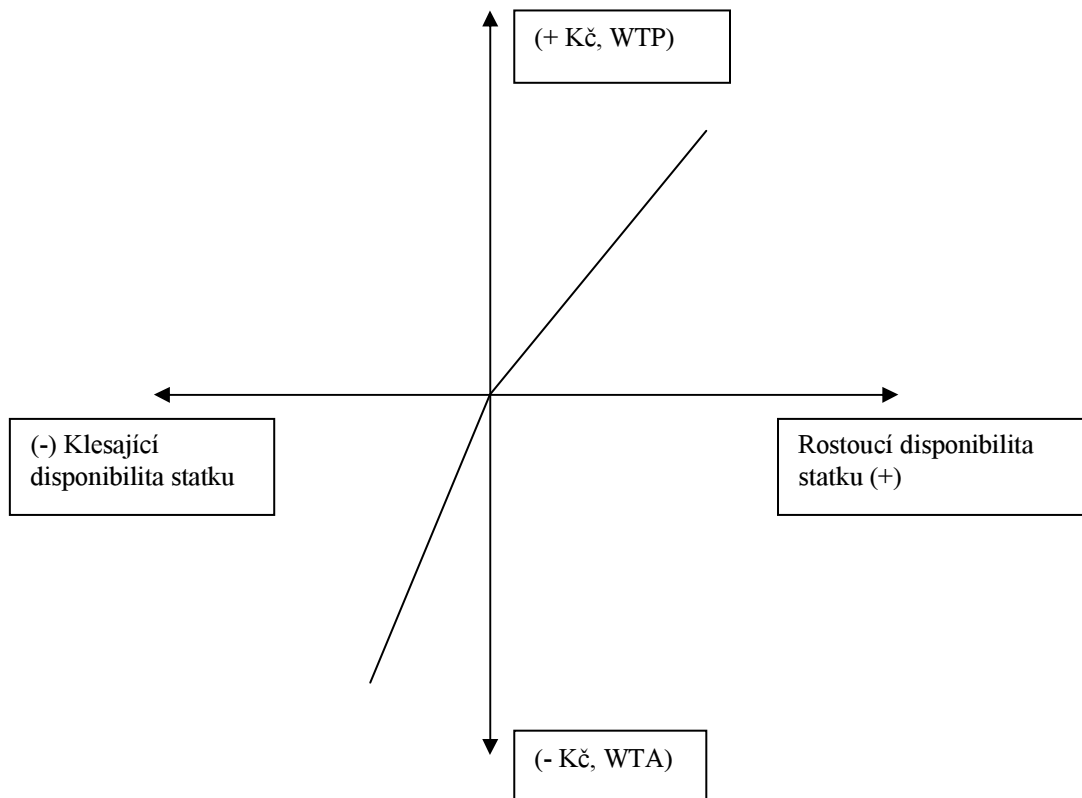 (+ Kč, WTP)
(-) Klesající
disponibilita statku
Rostoucí disponibilita
statku (+)
(- Kč, WTA)